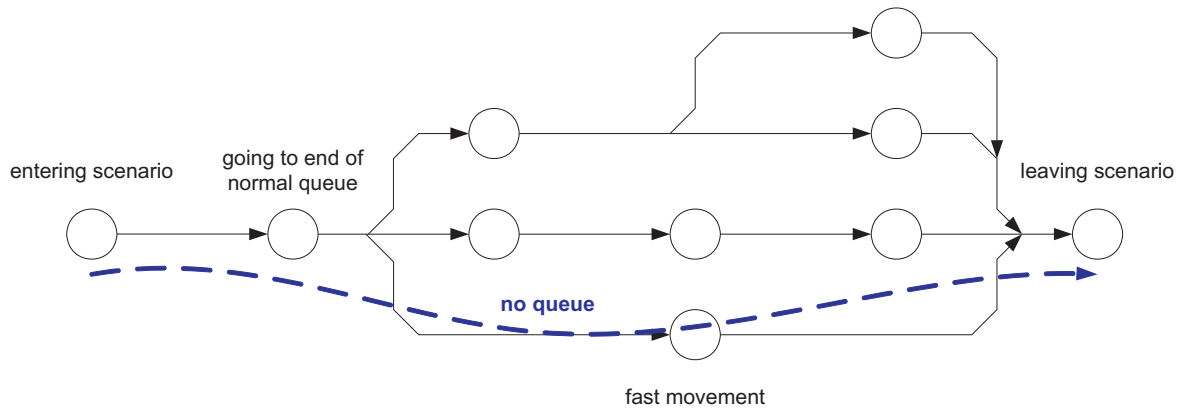 entering scenario
going to end of
normal queue
leaving scenario
no queue
fast movement